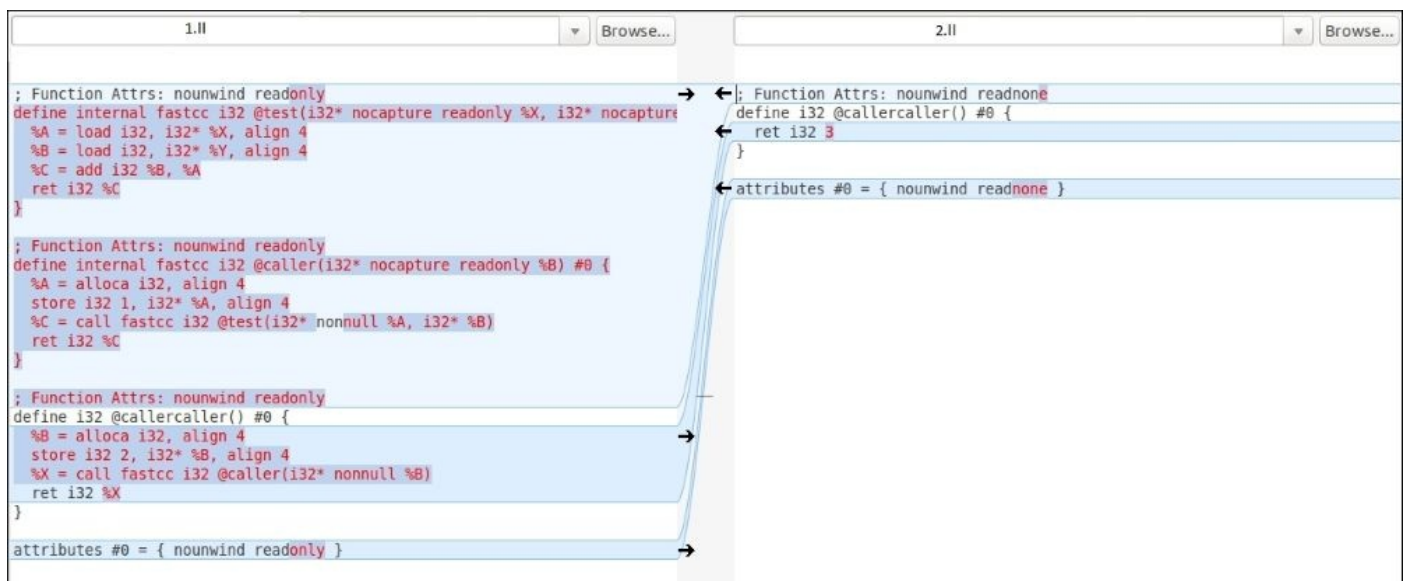 1.ll
Browse...
2.ll
Browse...
; Function Attrs: nounwind readonly
define internal fastcc i32 @test(i32* nocapture readonly %X, i32* nocapture
%A = load i32, i32* %X, align 4
%B = load i32, i32* %Y, align 4
%C = add i32 %B, %A
ret i32 %C
}
; Function Attrs: nounwind readonly
define internal fastcc i32 @caller(i32* nocapture readonly %B) #0 {
%A = alloca i32, align 4
store i32 1, i32* %A, align 4
%C = call fastcc i32 @test(i32* nonnull %A, i32* %B)
ret i32 %C
}
; Function Attrs: nounwind readonly
define i32 @callercaller() #0 {
%B = alloca i32, align 4
store i32 2, i32* %B, align 4
%X = call fastcc i32 @caller(i32* nonnull %B)
ret i32 %X
}
attributes #0 = { nounwind readonly }
; Function Attrs: nounwind readnone
define i32 @callercaller() #0 {
ret i32 3
}
attributes #0 = { nounwind readnone }